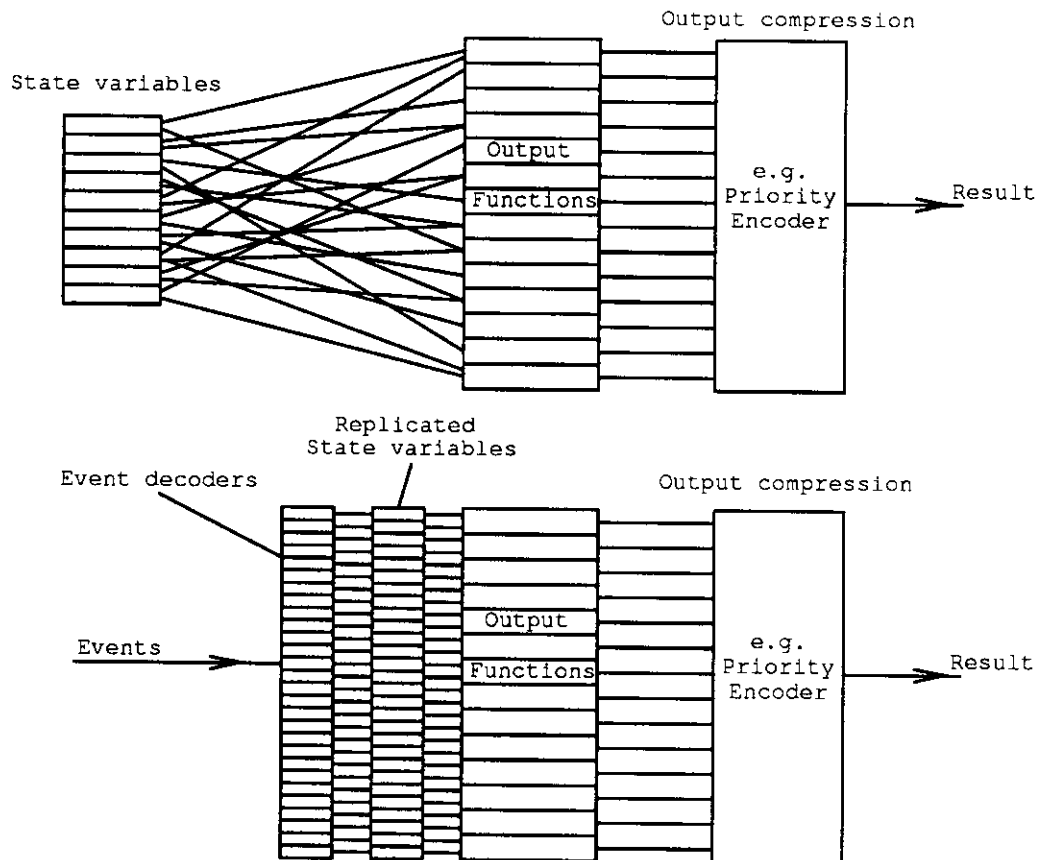 Output compression
State variables
Output
Functions
e.g.
Priority
Encoder
Result
Replicated
State variables
Event decoders
Output compression
Events
Output
Functions
e.g.
Priority
Encoder
Result